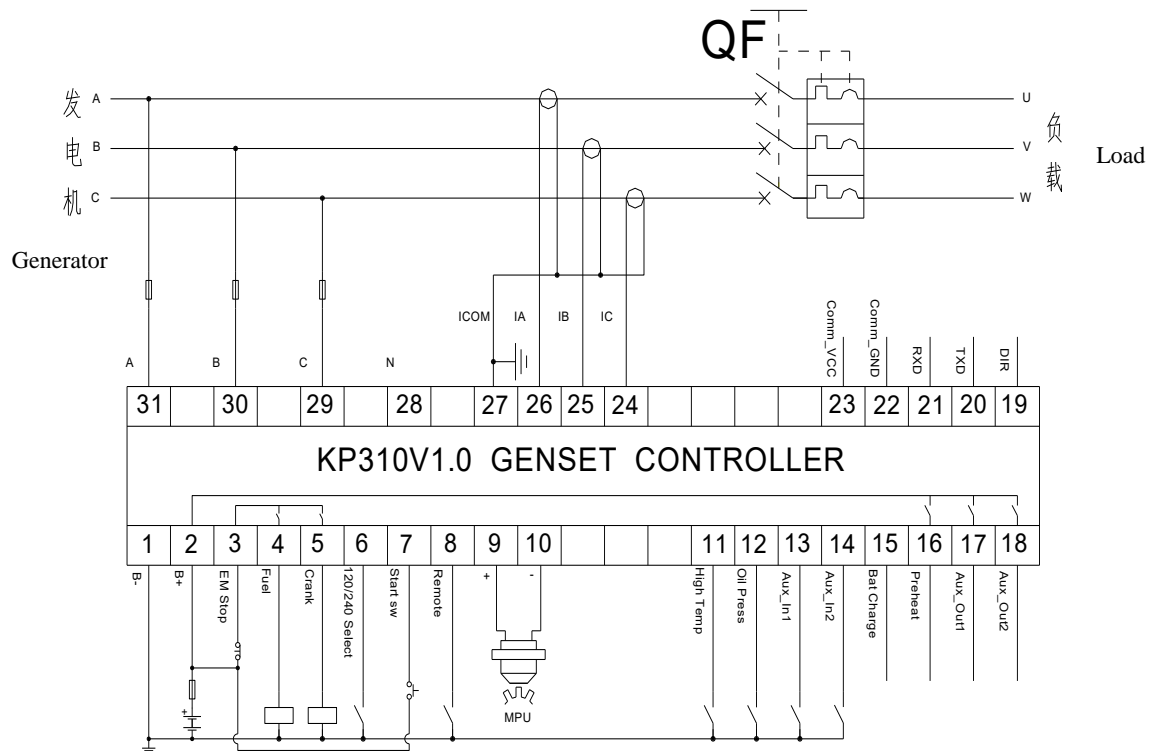 QF
发 A
电 B
机 C
Generator
U
V
W
负
载
Load
ICOM IA IB IC
A B C N
Comm_VCC
Comm_GND
RXD
TXD
DIR
31 30 29 28 27 26 25 24 23 22 21 20 19
KP310V1.0 GENSET CONTROLLER
1 2 3 4 5 6 7 8 9 10 11 12 13 14 15 16 17 18
B-
B+
EM Stop
Fuel
Crank
120/240 Select
Start sw
Remote
+
-
High Temp
Oil Press
Aux_In1
Aux_In2
Bat Charge
Preheat
Aux_Out1
Aux_Out2
+
MPU